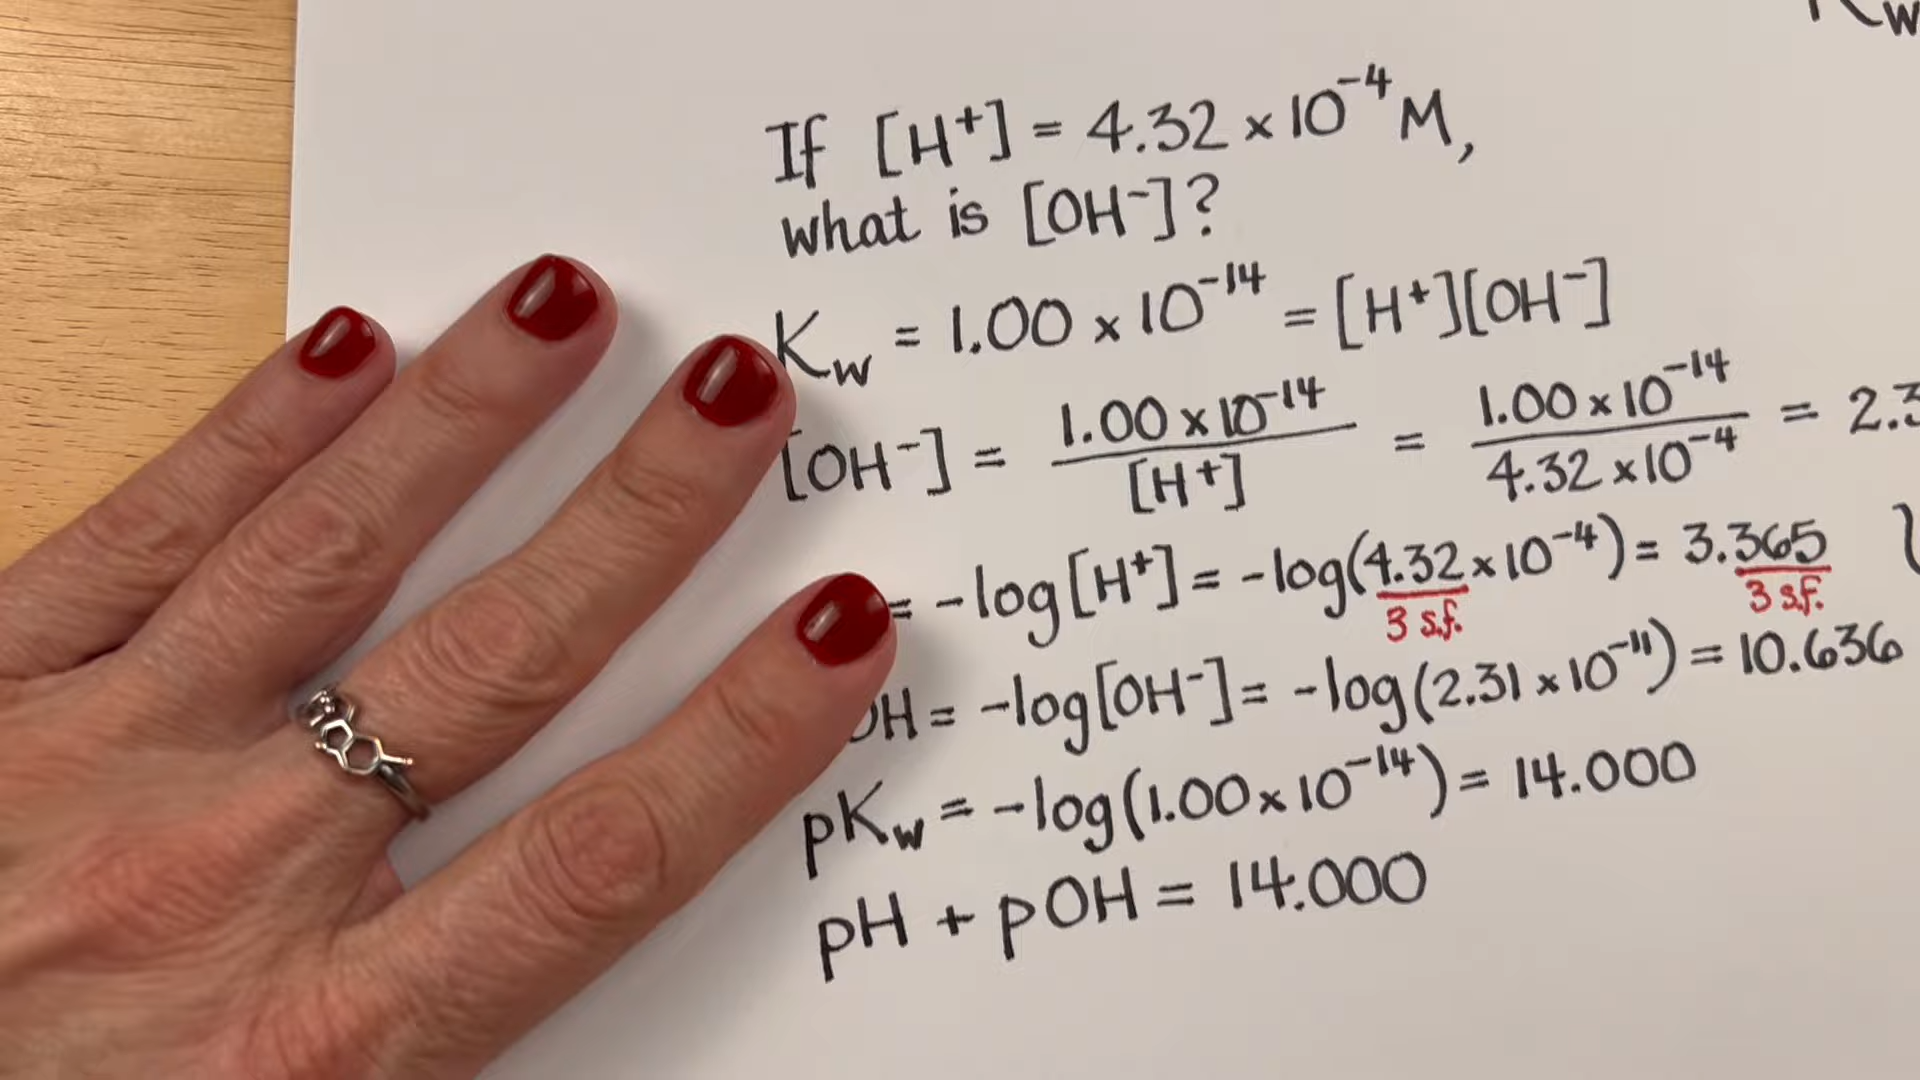 Kw
If [H⁺] = 4.32 × 10⁻⁴ M,
what is [OH⁻]?
Kw = 1.00 × 10⁻¹⁴ = [H⁺][OH⁻]
[OH⁻] = 1.00 × 10⁻¹⁴ / [H⁺] = 1.00 × 10⁻¹⁴ / 4.32 × 10⁻⁴ = 2.3
= -log[H⁺] = -log(4.32 × 10⁻⁴) = 3.365
3 s.f. 3 s.f.
OH = -log[OH⁻] = -log(2.31 × 10⁻¹¹) = 10.636
pKw = -log(1.00 × 10⁻¹⁴) = 14.000
pH + pOH = 14.000